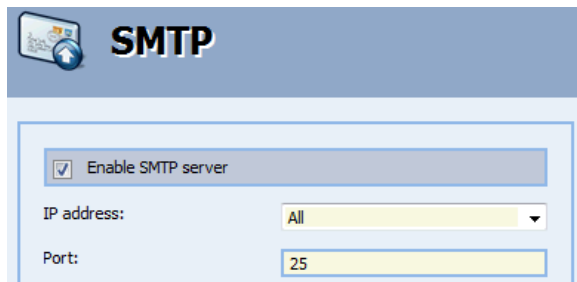 SMTP
Enable SMTP server
IP address: All
Port: 25